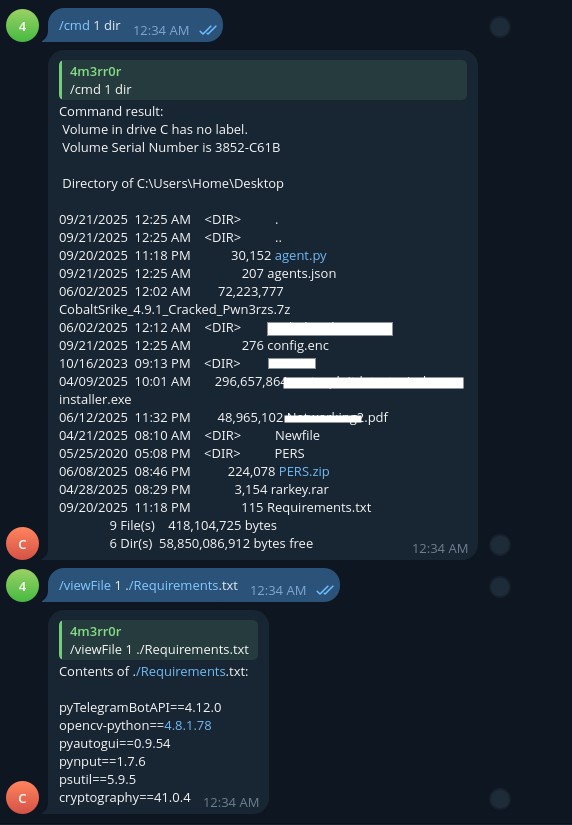 4
/cmd 1 dir
12:34 AM
4m3rr0r
/cmd 1 dir
Command result:
Volume in drive C has no label.
Volume Serial Number is 3852-C61B
Directory of C:\Users\Home\Desktop
09/21/2025 12:25 AM <DIR> .
09/21/2025 12:25 AM <DIR> ..
09/20/2025 11:18 PM 30,152 agent.py
09/21/2025 12:25 AM 207 agents.json
06/02/2025 12:02 AM 72,223,777
CobaltSrike_4.9.1_Cracked_Pwn3rzs.7z
06/02/2025 12:12 AM <DIR>
09/21/2025 12:25 AM 276 config.enc
10/16/2023 09:13 PM <DIR>
04/09/2025 10:01 AM 296,657,864
installer.exe
06/12/2025 11:32 PM 48,965,102 .pdf
04/21/2025 08:10 AM <DIR> Newfile
05/25/2020 05:08 PM <DIR> PERS
06/08/2025 08:46 PM 224,078 PERS.zip
04/28/2025 08:29 PM 3,154 rarkey.rar
09/20/2025 11:18 PM 115 Requirements.txt
9 File(s) 418,104,725 bytes
6 Dir(s) 58,850,086,912 bytes free
C
12:34 AM
4
/viewFile 1 ./Requirements.txt
12:34 AM
4m3rr0r
/viewFile 1 ./Requirements.txt
Contents of ./Requirements.txt:
pyTelegramBotAPI==4.12.0
opencv-python==4.8.1.78
pyautogui==0.9.54
pynput==1.7.6
psutil==5.9.5
cryptography==41.0.4
C
12:34 AM